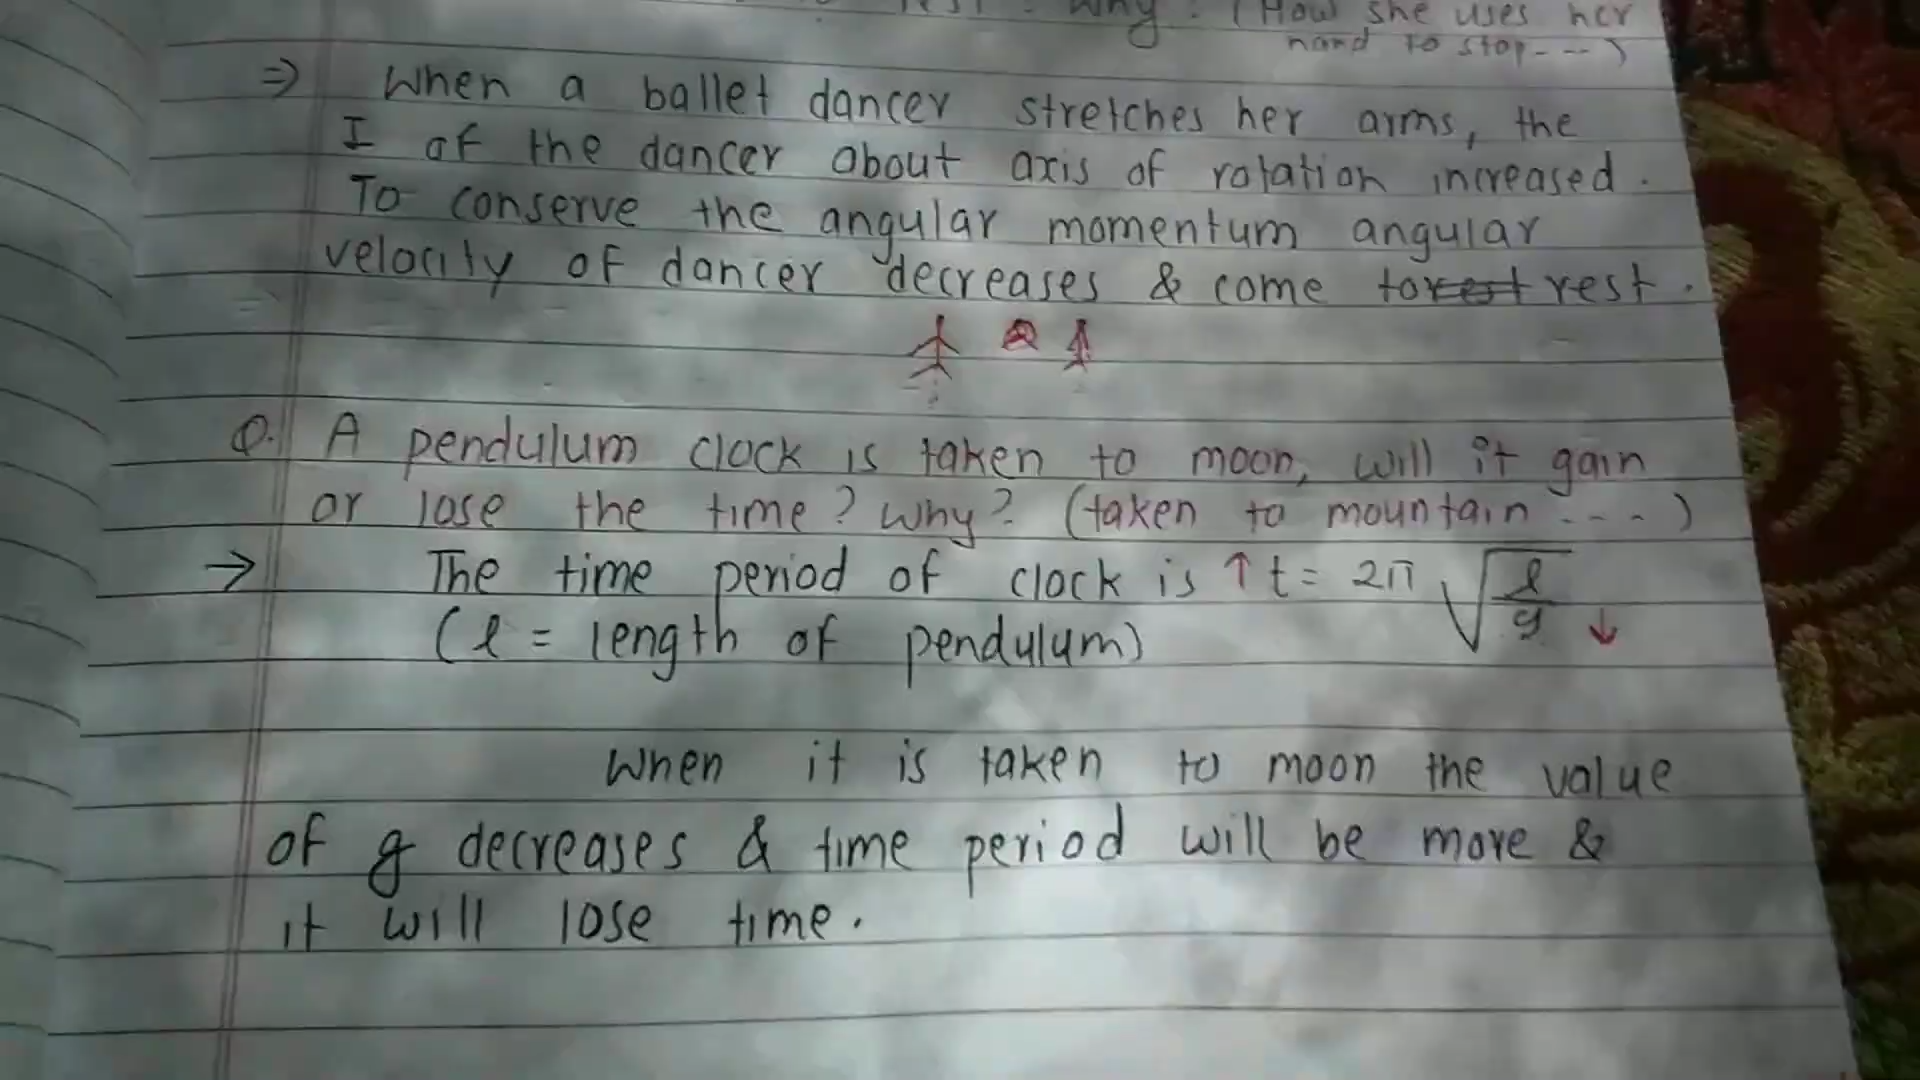 Why? (How she uses her
hand to stop---)
⇒ When a ballet dancer stretches her arms, the
I of the dancer about axis of rotation increased.
To conserve the angular momentum angular
velocity of dancer decreases & come to rest.
Q. A pendulum clock is taken to moon, will it gain
or lose the time? Why? (taken to mountain ---)
→ The time period of clock is ↑ t = 2π √(l/g) ↓
(l = length of pendulum)
When it is taken to moon the value
of g decreases & time period will be more &
it will lose time.